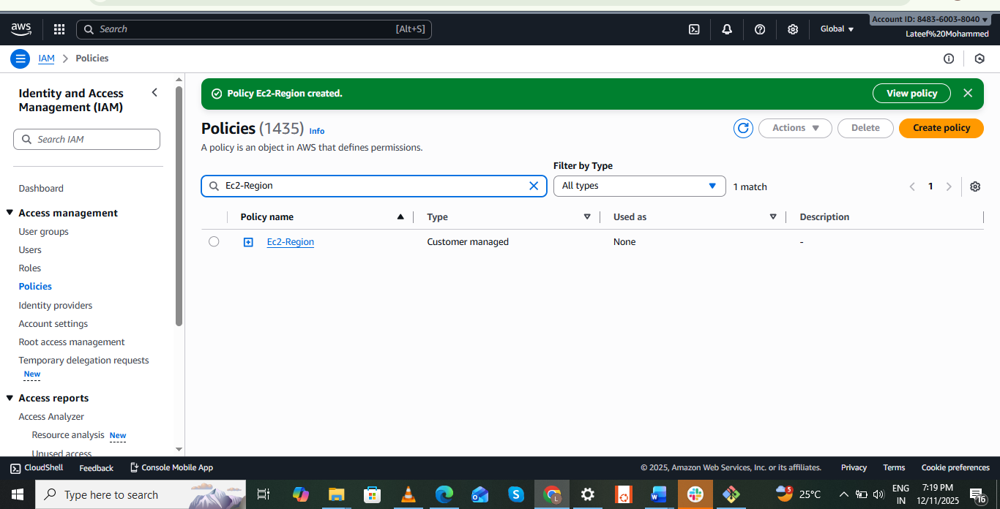 aws
Search
[Alt+S]
Global
Account ID: 8483-6003-8040
Lateef%20Mohammed
IAM
Policies
Identity and Access
Management (IAM)
Search IAM
Dashboard
Access management
User groups
Users
Roles
Policies
Identity providers
Account settings
Root access management
Temporary delegation requests
New
Access reports
Access Analyzer
Resource analysis New
Unused access
Policy Ec2-Region created.
View policy
Policies (1435) Info
A policy is an object in AWS that defines permissions.
Actions
Delete
Create policy
Filter by Type
Ec2-Region
All types
1 match
1
Policy name
Type
Used as
Description
Ec2-Region
Customer managed
None
-
CloudShell
Feedback
Console Mobile App
© 2025, Amazon Web Services, Inc. or its affiliates.
Privacy
Terms
Cookie preferences
Type here to search
5
25°C
ENG
IN
7:19 PM
12/11/2025
16